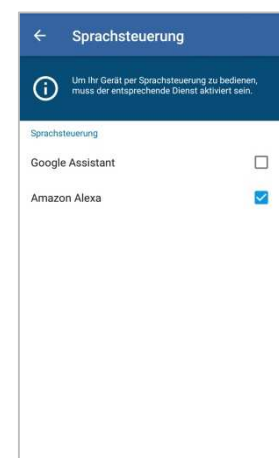 Sprachsteuerung
Um Ihr Gerät per Sprachsteuerung zu bedienen,
muss der entsprechende Dienst aktiviert sein.
Sprachsteuerung
Google Assistant
Amazon Alexa